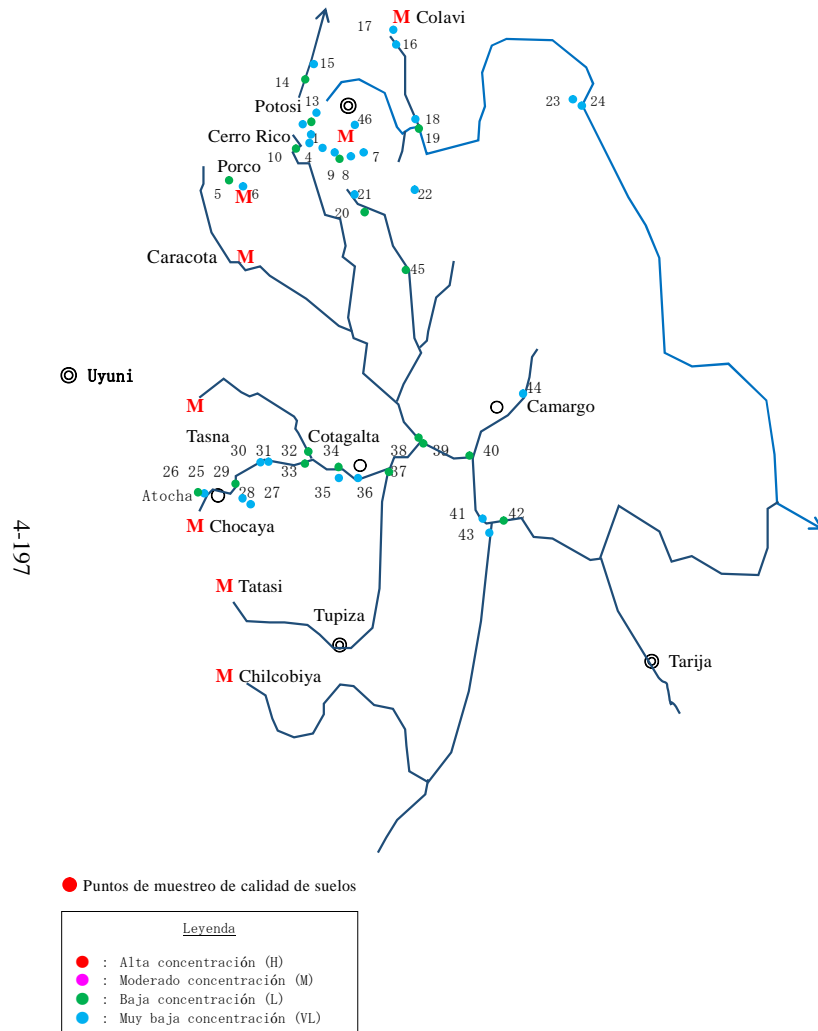 17 M Colavi
16
15
14
Potosi 13
46
18
23 24
Cerro Rico 1 M
19
10 4 7
Porco 9 8
5 6
M
21 22
20
Caracota M
45
Uyuni
M
44
Camargo
Tasna Cotagalta
30 31 32 34 38 39 40
26 25 29 33 37
Atocha 28 27 35 36
M Chocaya
41 42
43
4-197
M Tatasi
Tupiza
Tarija
M Chilcobiya
Puntos de muestreo de calidad de suelos
Leyenda
: Alta concentración (H)
: Moderado concentración (M)
: Baja concentración (L)
: Muy baja concentración (VL)